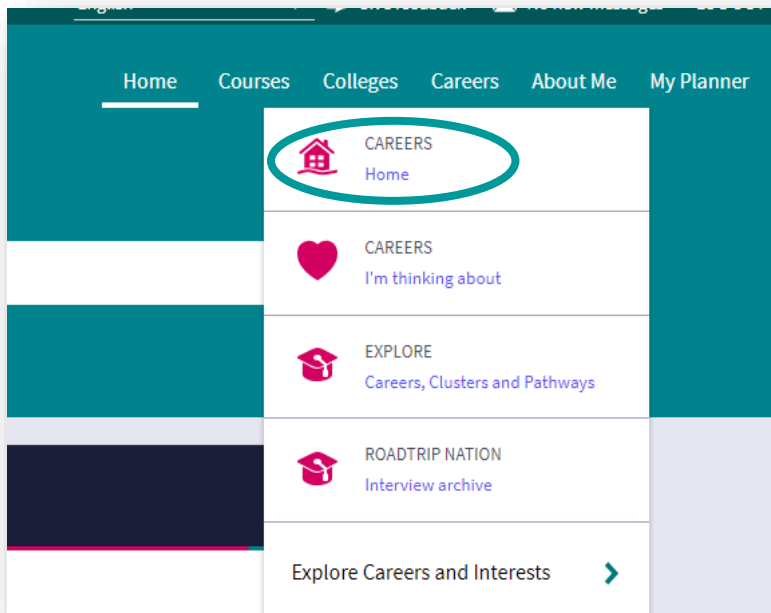 Home Courses Colleges Careers About Me My Planner
CAREERS
Home
CAREERS
I'm thinking about
EXPLORE
Careers, Clusters and Pathways
ROADTRIP NATION
Interview archive
Explore Careers and Interests